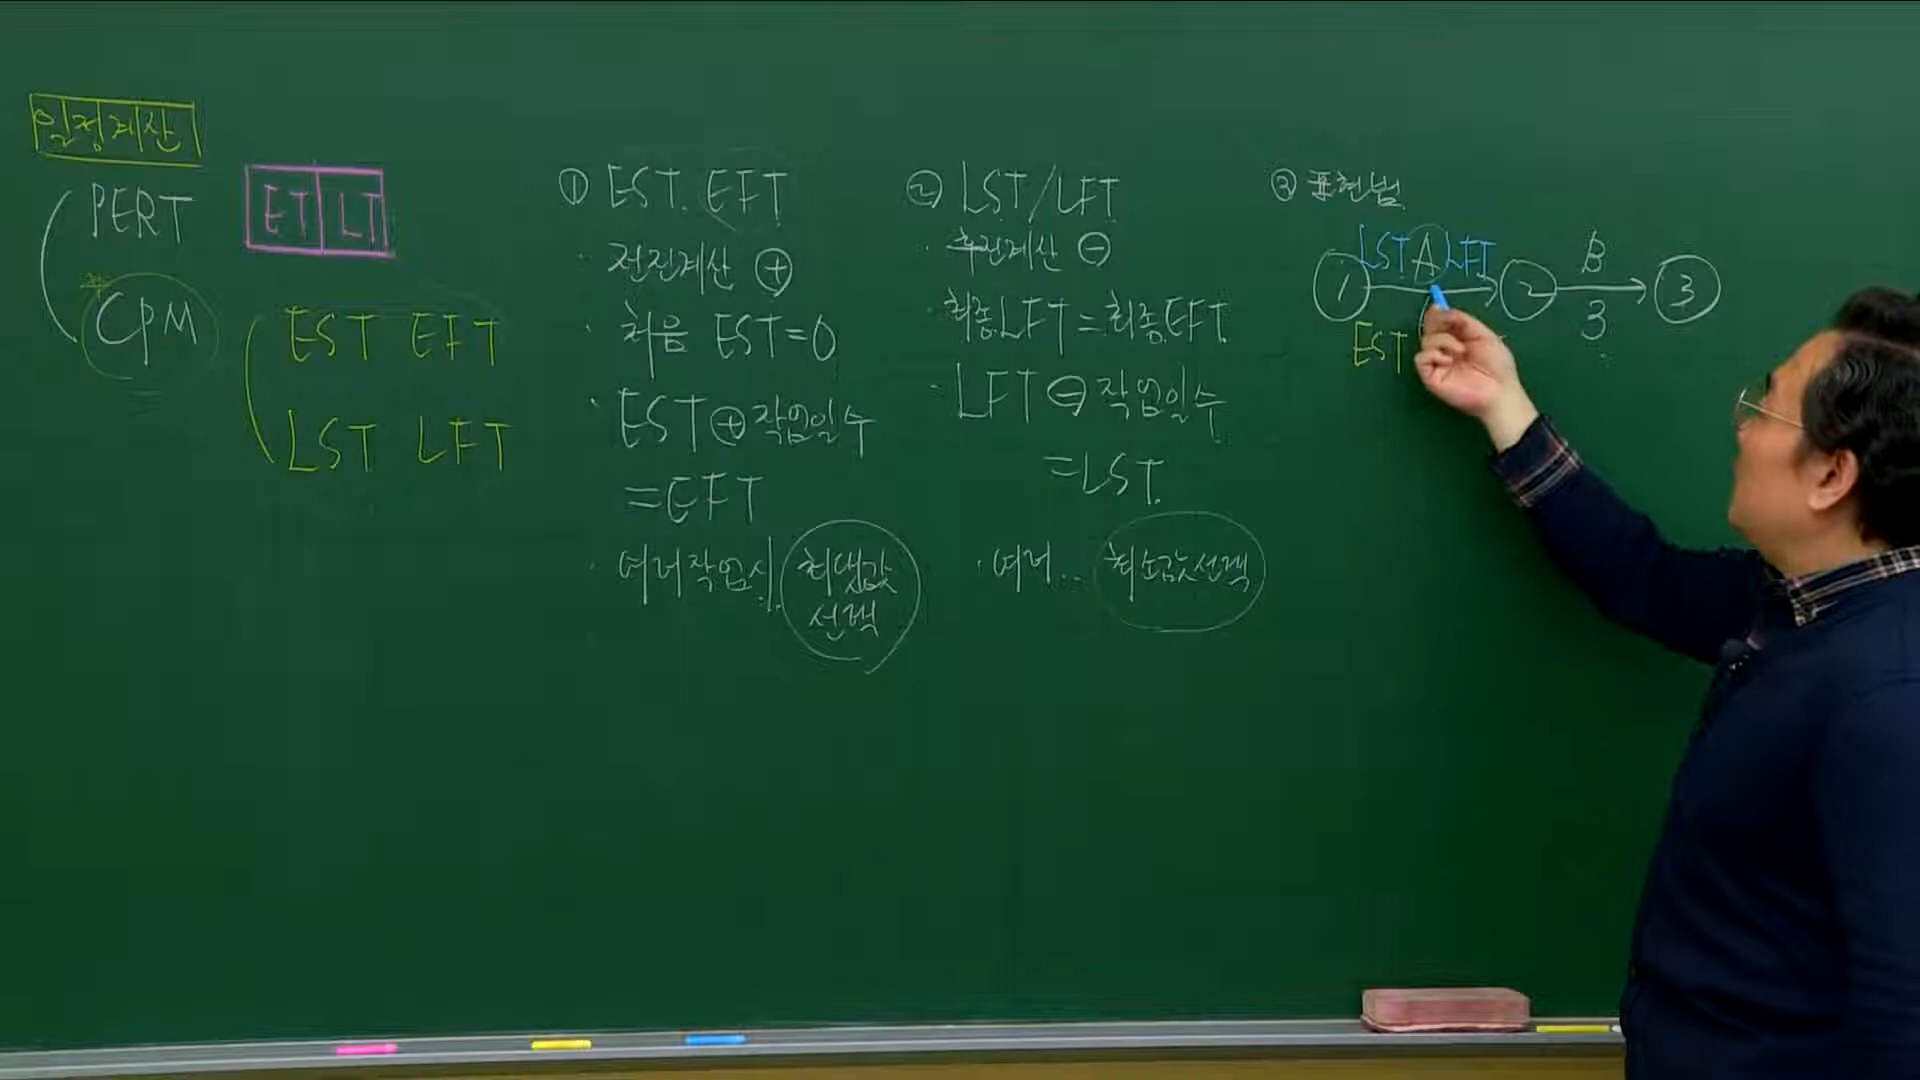 일정계산
PERT
CPM
ET LT
EST EFT
LST LFT
① EST. EFT
· 전진계산 ⊕
· 처음 EST=0
· EST ⊕ 작업일수
=EFT
· 여러작업시 최댓값
선택
② LST/LFT
· 후진계산 ⊖
· 최종LFT=최종EFT
· LFT ⊖ 작업일수
=LST
· 여러.. 최솟값선택
③ 표현법
LST A LFT B
1 2 3
EST 3